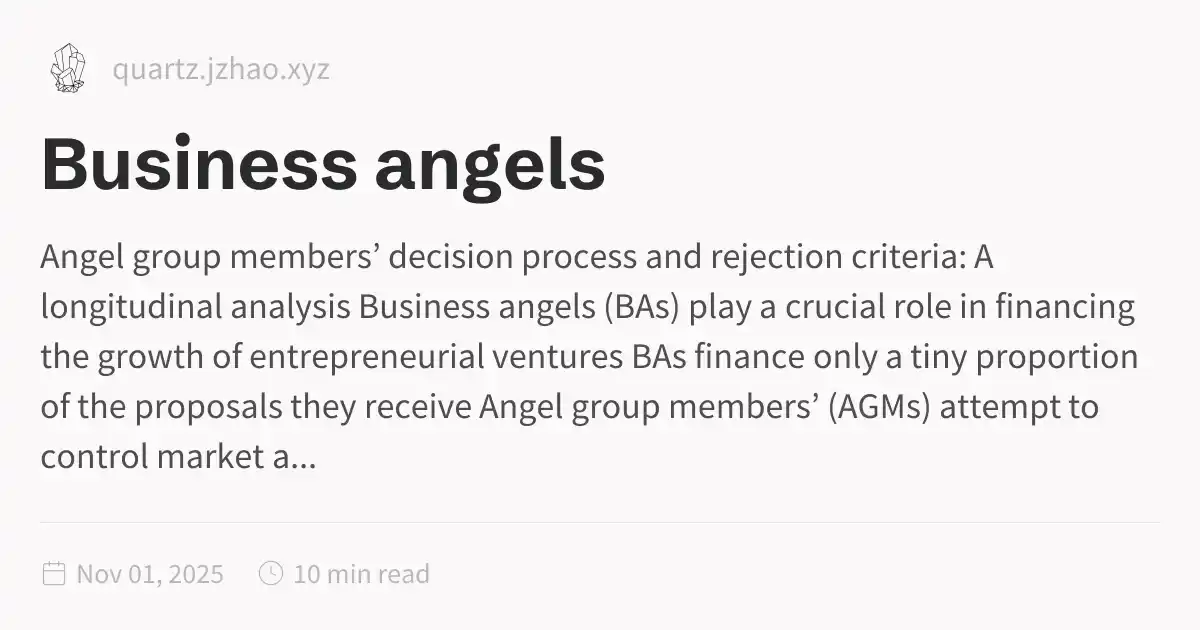 quartz.jzhao.xyz
Business angels
Angel group members’ decision process and rejection criteria: A
longitudinal analysis Business angels (BAs) play a crucial role in financing
the growth of entrepreneurial ventures BAs finance only a tiny proportion
of the proposals they receive Angel group members’ (AGMs) attempt to
control market a...
Nov 01, 2025 10 min read